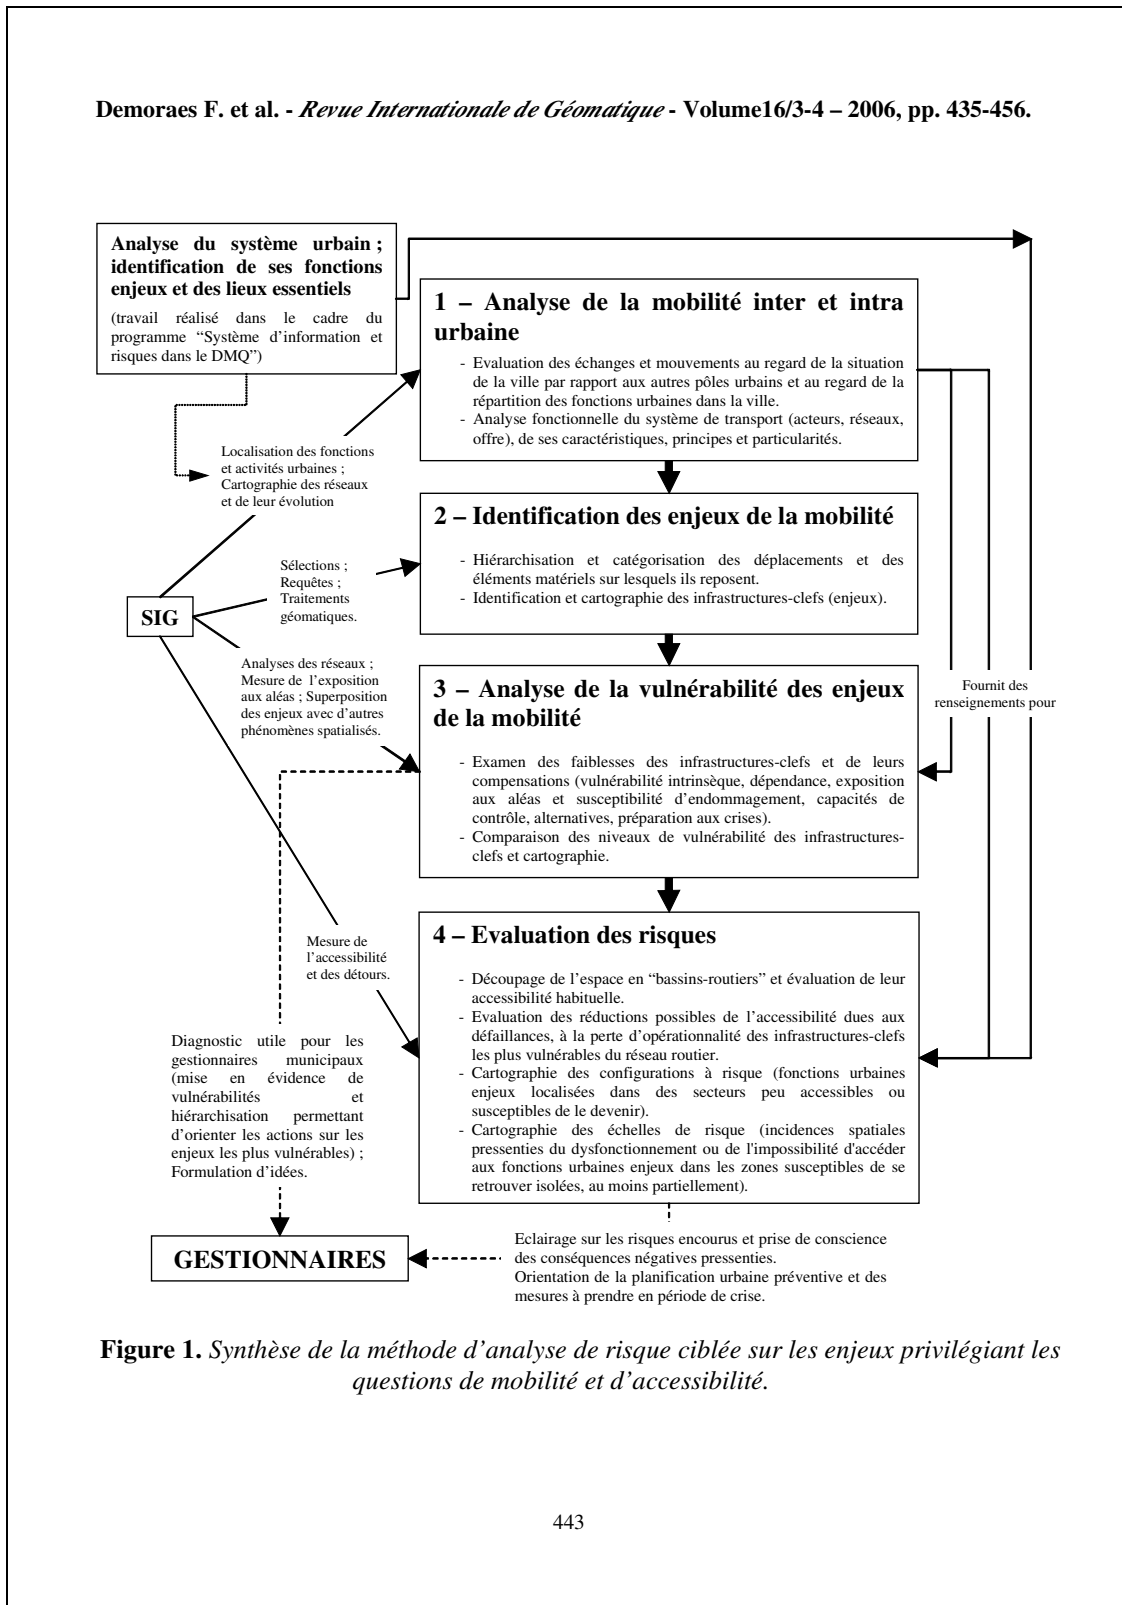 Demoraes F. et al. - Revue Internationale de Géomatique - Volume16/3-4 – 2006, pp. 435-456.
Analyse du système urbain ;
identification de ses fonctions
enjeux et des lieux essentiels
(travail réalisé dans le cadre du
programme “Système d’information et
risques dans le DMQ”)
1 – Analyse de la mobilité inter et intra
urbaine
- Evaluation des échanges et mouvements au regard de la situation
de la ville par rapport aux autres pôles urbains et au regard de la
répartition des fonctions urbaines dans la ville.
- Analyse fonctionnelle du système de transport (acteurs, réseaux,
offre), de ses caractéristiques, principes et particularités.
Localisation des fonctions
et activités urbaines ;
Cartographie des réseaux
et de leur évolution
2 – Identification des enjeux de la mobilité
- Hiérarchisation et catégorisation des déplacements et des
éléments matériels sur lesquels ils reposent.
- Identification et cartographie des infrastructures-clefs (enjeux).
Sélections ;
Requêtes ;
Traitements
géomatiques.
SIG
Analyses des réseaux ;
Mesure de l’exposition
aux aléas ; Superposition
des enjeux avec d’autres
phénomènes spatialisés.
3 – Analyse de la vulnérabilité des enjeux
de la mobilité
- Examen des faiblesses des infrastructures-clefs et de leurs
compensations (vulnérabilité intrinsèque, dépendance, exposition
aux aléas et susceptibilité d’endommagement, capacités de
contrôle, alternatives, préparation aux crises).
- Comparaison des niveaux de vulnérabilité des infrastructures-
clefs et cartographie.
Fournit des
renseignements pour
4 – Evaluation des risques
- Découpage de l’espace en “bassins-routiers” et évaluation de leur
accessibilité habituelle.
- Evaluation des réductions possibles de l’accessibilité dues aux
défaillances, à la perte d’opérationnalité des infrastructures-clefs
les plus vulnérables du réseau routier.
- Cartographie des configurations à risque (fonctions urbaines
enjeux localisées dans des secteurs peu accessibles ou
susceptibles de le devenir).
- Cartographie des échelles de risque (incidences spatiales
pressenties du dysfonctionnement ou de l'impossibilité d'accéder
aux fonctions urbaines enjeux dans les zones susceptibles de se
retrouver isolées, au moins partiellement).
Mesure de
l’accessibilité
et des détours.
Diagnostic utile pour les
gestionnaires municipaux
(mise en évidence de
vulnérabilités et
hiérarchisation permettant
d’orienter les actions sur les
enjeux les plus vulnérables) ;
Formulation d’idées.
GESTIONNAIRES
Eclairage sur les risques encourus et prise de conscience
des conséquences négatives pressenties.
Orientation de la planification urbaine préventive et des
mesures à prendre en période de crise.
Figure 1. Synthèse de la méthode d’analyse de risque ciblée sur les enjeux privilégiant les
questions de mobilité et d’accessibilité.
443